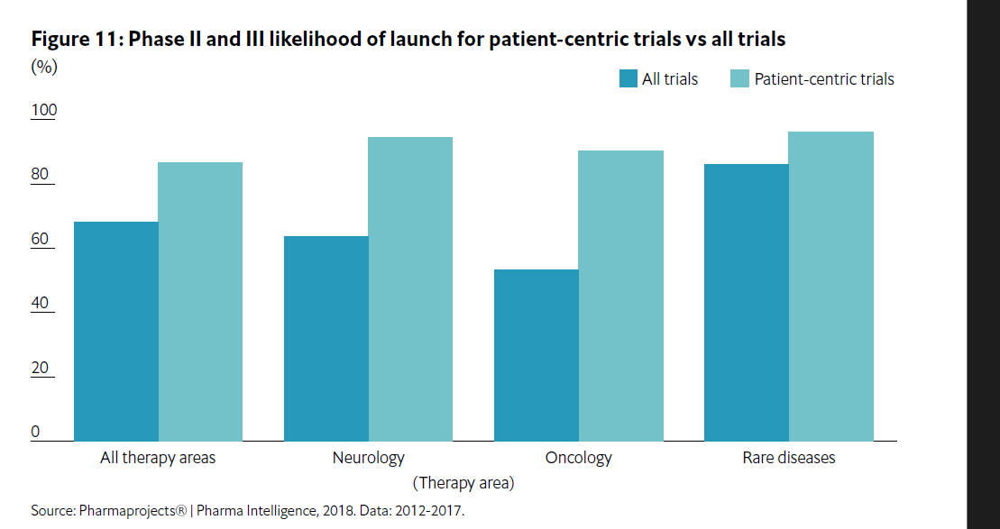 Figure 11: Phase II and III likelihood of launch for patient-centric trials vs all trials
(%)
All trials
Patient-centric trials
100
80
60
40
20
0
All therapy areas
Neurology
Oncology
Rare diseases
(Therapy area)
Source: Pharmaprojects® | Pharma Intelligence, 2018. Data: 2012-2017.